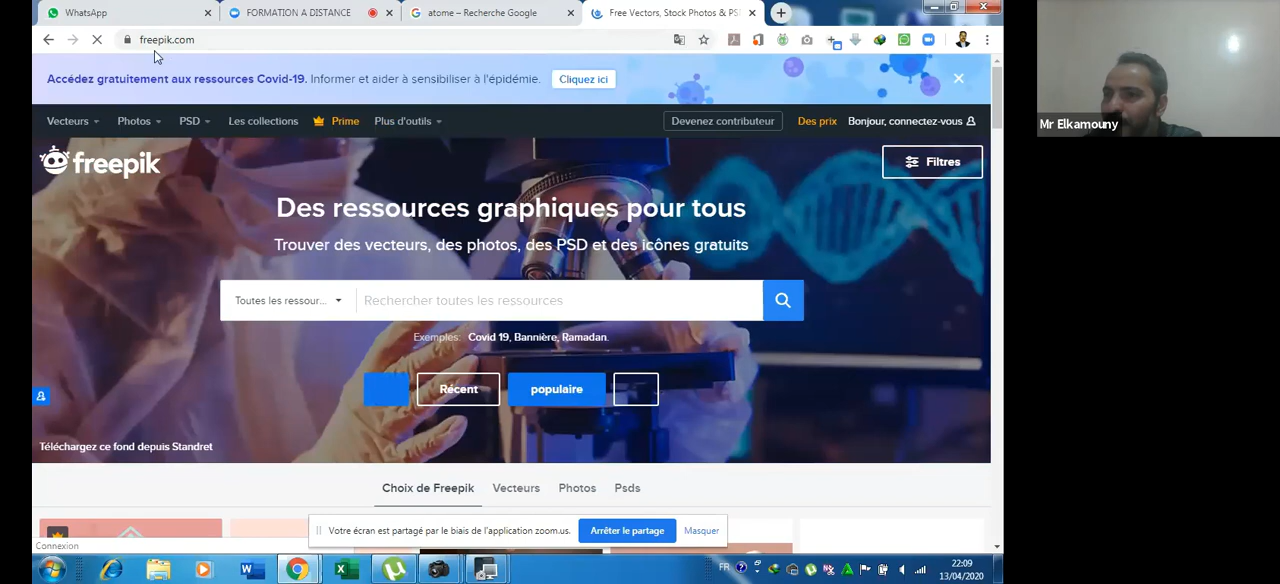 WhatsApp
FORMATION A DISTANCE
atome – Recherche Google
Free Vectors, Stock Photos & PS
freepik.com
Accédez gratuitement aux ressources Covid-19. Informer et aider à sensibiliser à l'épidémie.
Cliquez ici
Vecteurs
Photos
PSD
Les collections
Prime
Plus d'outils
Devenez contributeur
Des prix
Bonjour, connectez-vous
freepik
Filtres
Des ressources graphiques pour tous
Trouver des vecteurs, des photos, des PSD et des icônes gratuits
Toutes les ressour...
Rechercher toutes les ressources
Exemples: Covid 19, Bannière, Ramadan.
Récent
populaire
Téléchargez ce fond depuis Standret
Choix de Freepik
Vecteurs
Photos
Psds
Votre écran est partagé par le biais de l'application zoom.us.
Arrêter le partage
Masquer
Connexion
FR
22:09
13/04/2020
Mr Elkamouny